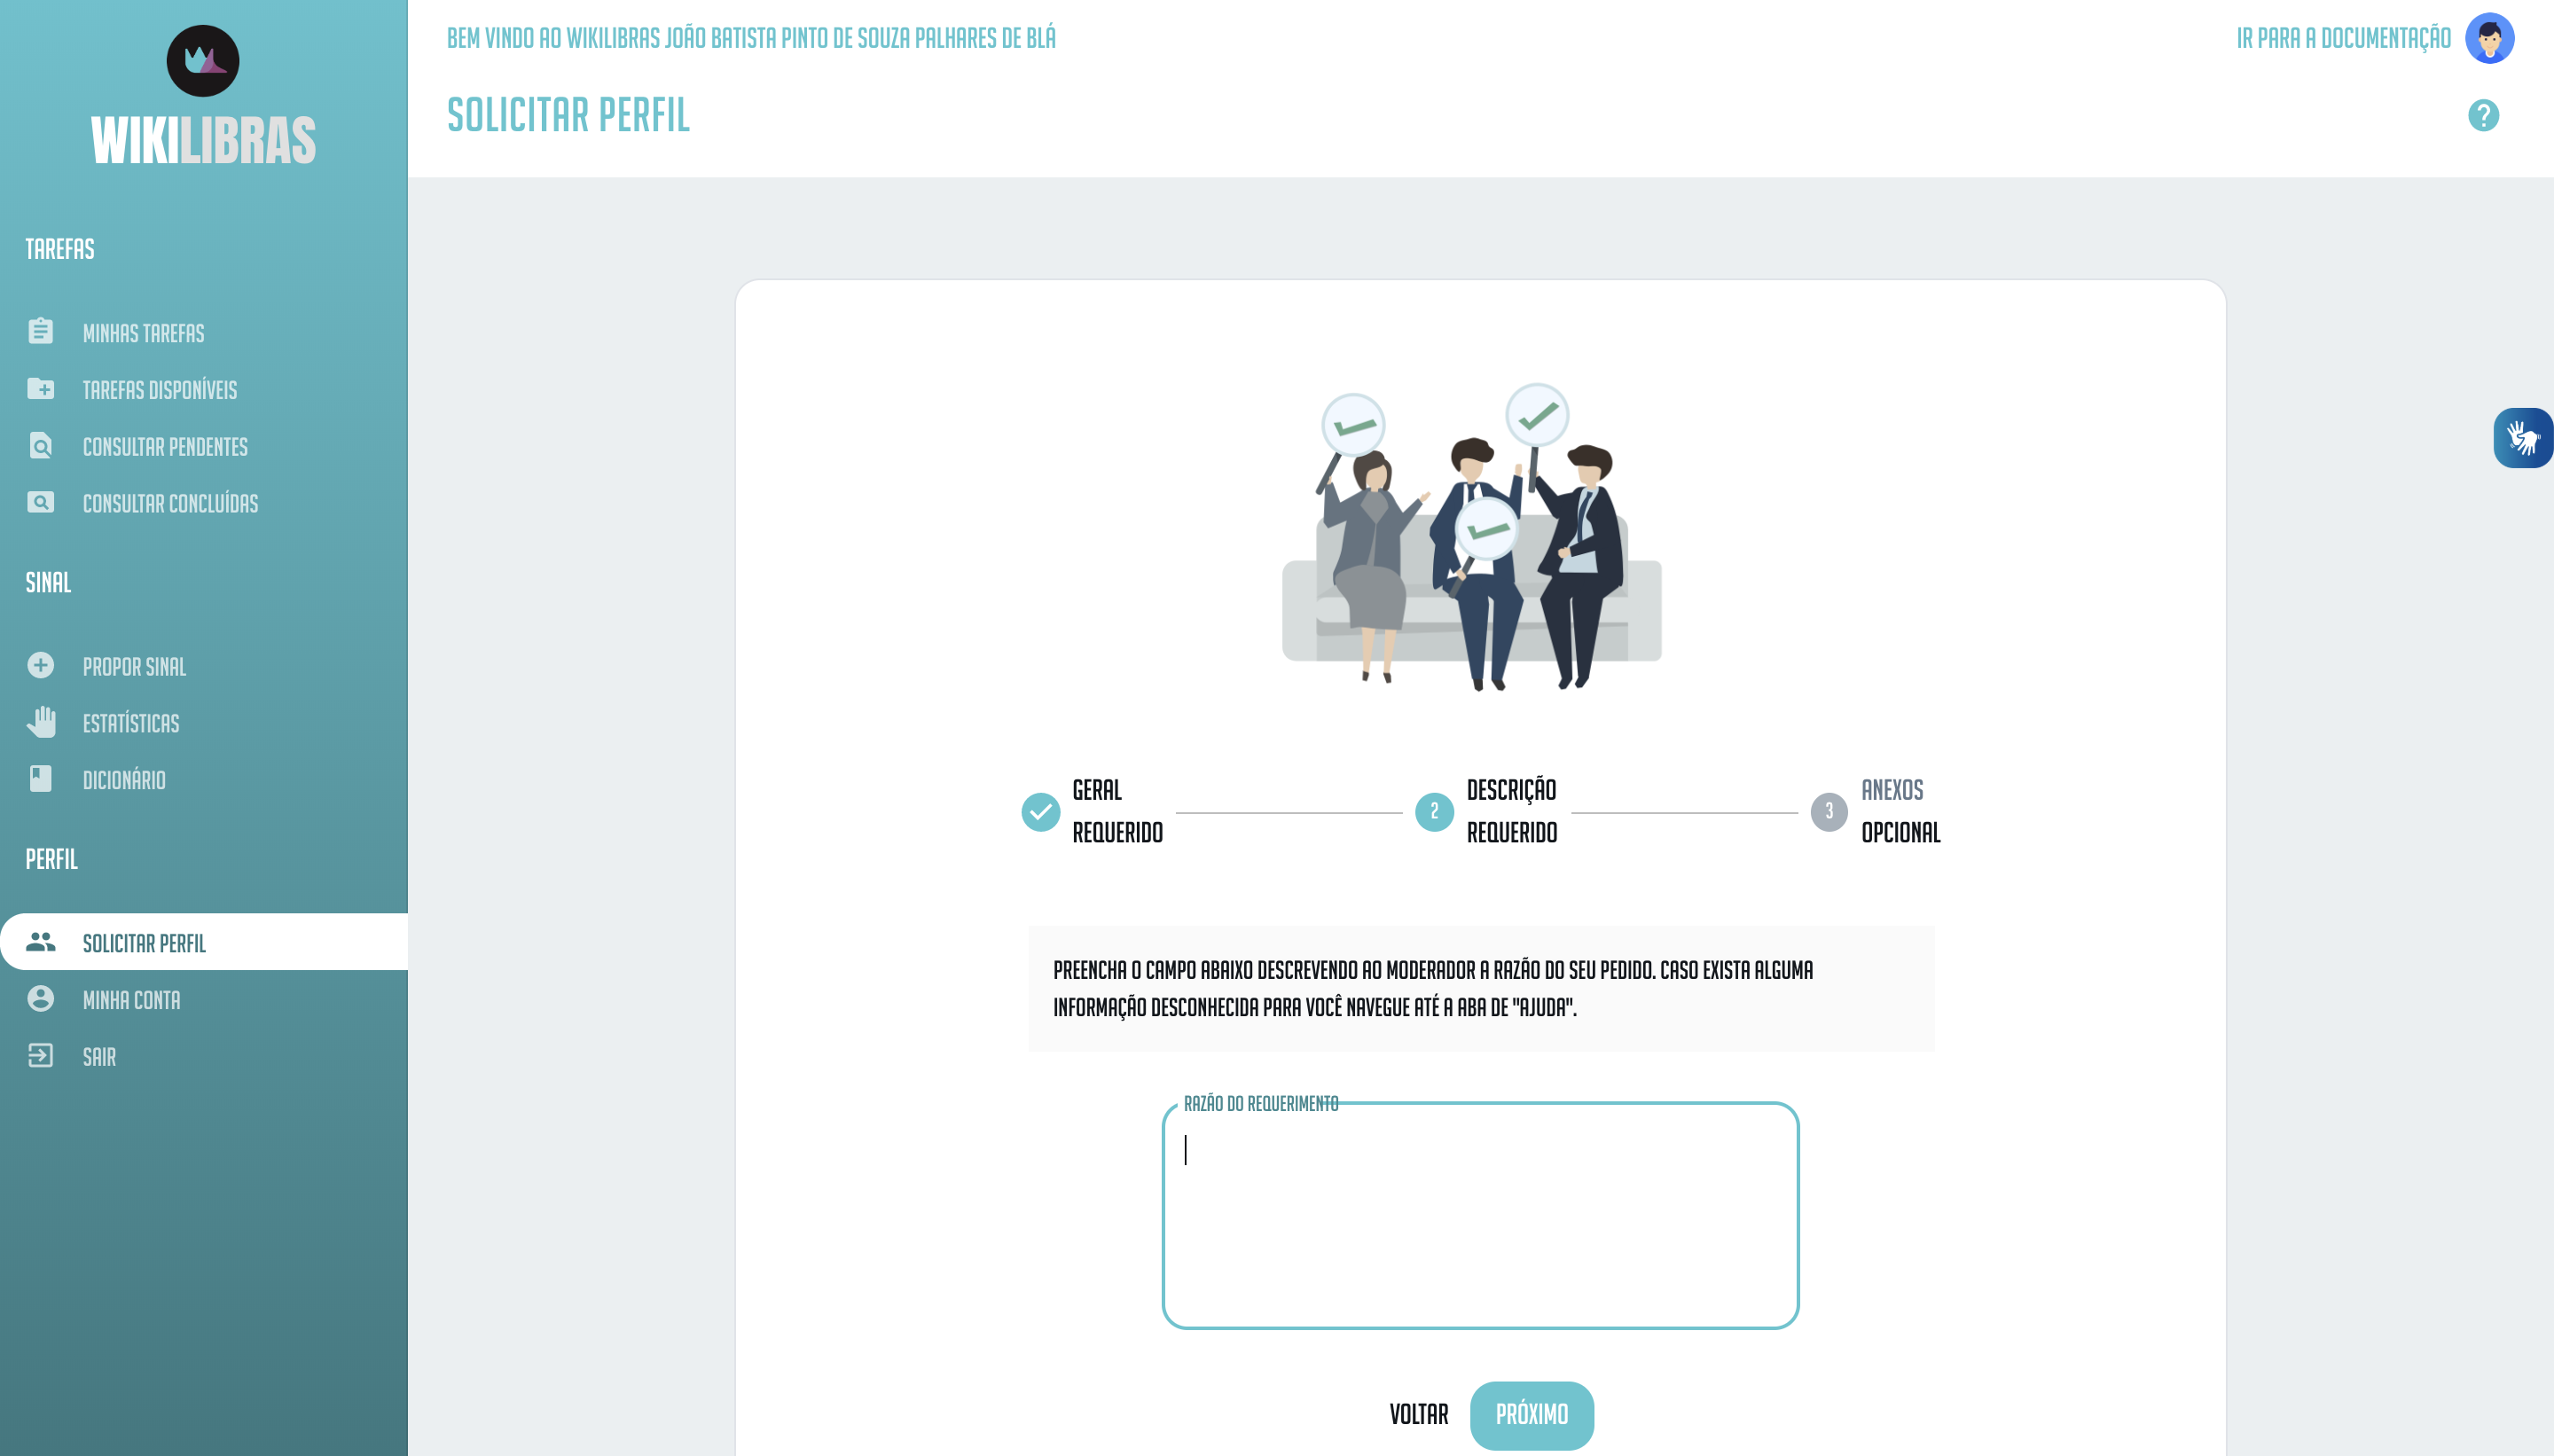 WIKILIBRAS
TAREFAS
MINHAS TAREFAS
TAREFAS DISPONÍVEIS
CONSULTAR PENDENTES
CONSULTAR CONCLUÍDAS
SINAL
PROPOR SINAL
ESTATÍSTICAS
DICIONÁRIO
PERFIL
SOLICITAR PERFIL
MINHA CONTA
SAIR
BEM VINDO AO WIKILIBRAS JOÃO BATISTA PINTO DE SOUZA PALHARES DE BLÁ
IR PARA A DOCUMENTAÇÃO
SOLICITAR PERFIL
?
GERAL
REQUERIDO
2
DESCRIÇÃO
REQUERIDO
3
ANEXOS
OPCIONAL
PREENCHA O CAMPO ABAIXO DESCREVENDO AO MODERADOR A RAZÃO DO SEU PEDIDO. CASO EXISTA ALGUMA
INFORMAÇÃO DESCONHECIDA PARA VOCÊ NAVEGUE ATÉ A ABA DE "AJUDA".
RAZÃO DO REQUERIMENTO
VOLTAR
PRÓXIMO